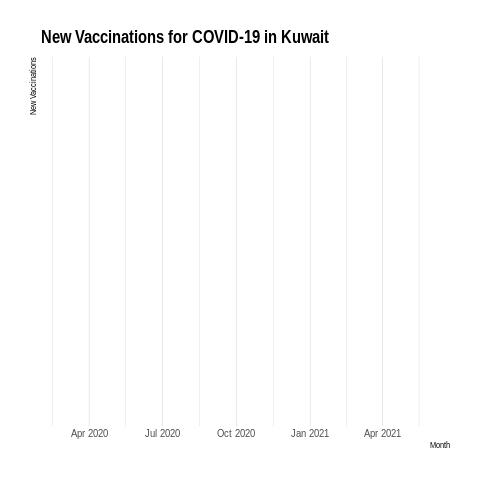 New Vaccinations for COVID-19 in Kuwait
New Vaccinations
Apr 2020
Jul 2020
Oct 2020
Jan 2021
Apr 2021
Month